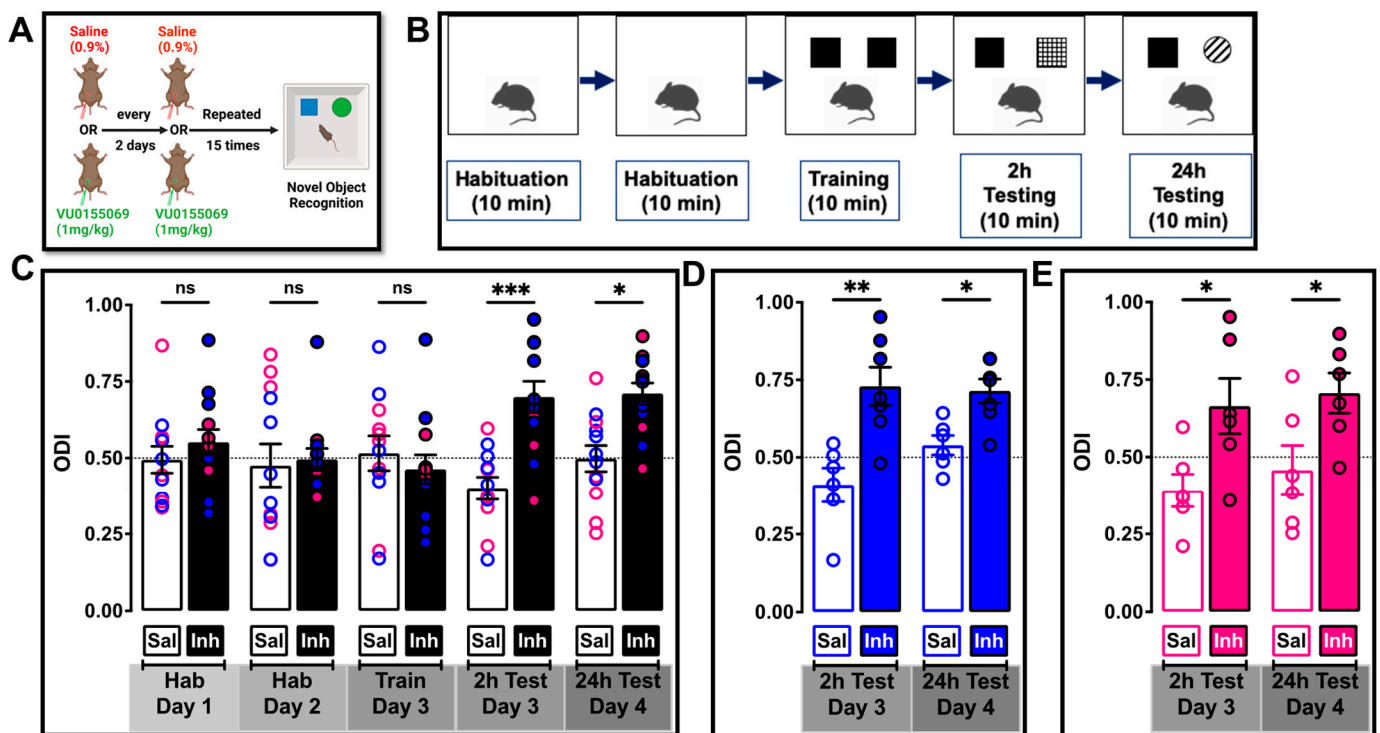 A
Saline
(0.9%)
Saline
(0.9%)
OR
every
2 days
OR
Repeated
15 times
VU0155069
(1mg/kg)
VU0155069
(1mg/kg)
Novel Object
Recognition
B
Habituation
(10 min)
Habituation
(10 min)
Training
(10 min)
2h
Testing
(10 min)
24h
Testing
(10 min)
C
ODI
1.00
0.75
0.50
0.25
0.00
ns
ns
ns
***
*
Sal
Inh
Sal
Inh
Sal
Inh
Sal
Inh
Sal
Inh
Hab
Day 1
Hab
Day 2
Train
Day 3
2h Test
Day 3
24h Test
Day 4
D
ODI
1.00
0.75
0.50
0.25
0.00
**
*
Sal
Inh
Sal
Inh
2h Test
Day 3
24h Test
Day 4
E
ODI
1.00
0.75
0.50
0.25
0.00
*
*
Sal
Inh
Sal
Inh
2h Test
Day 3
24h Test
Day 4